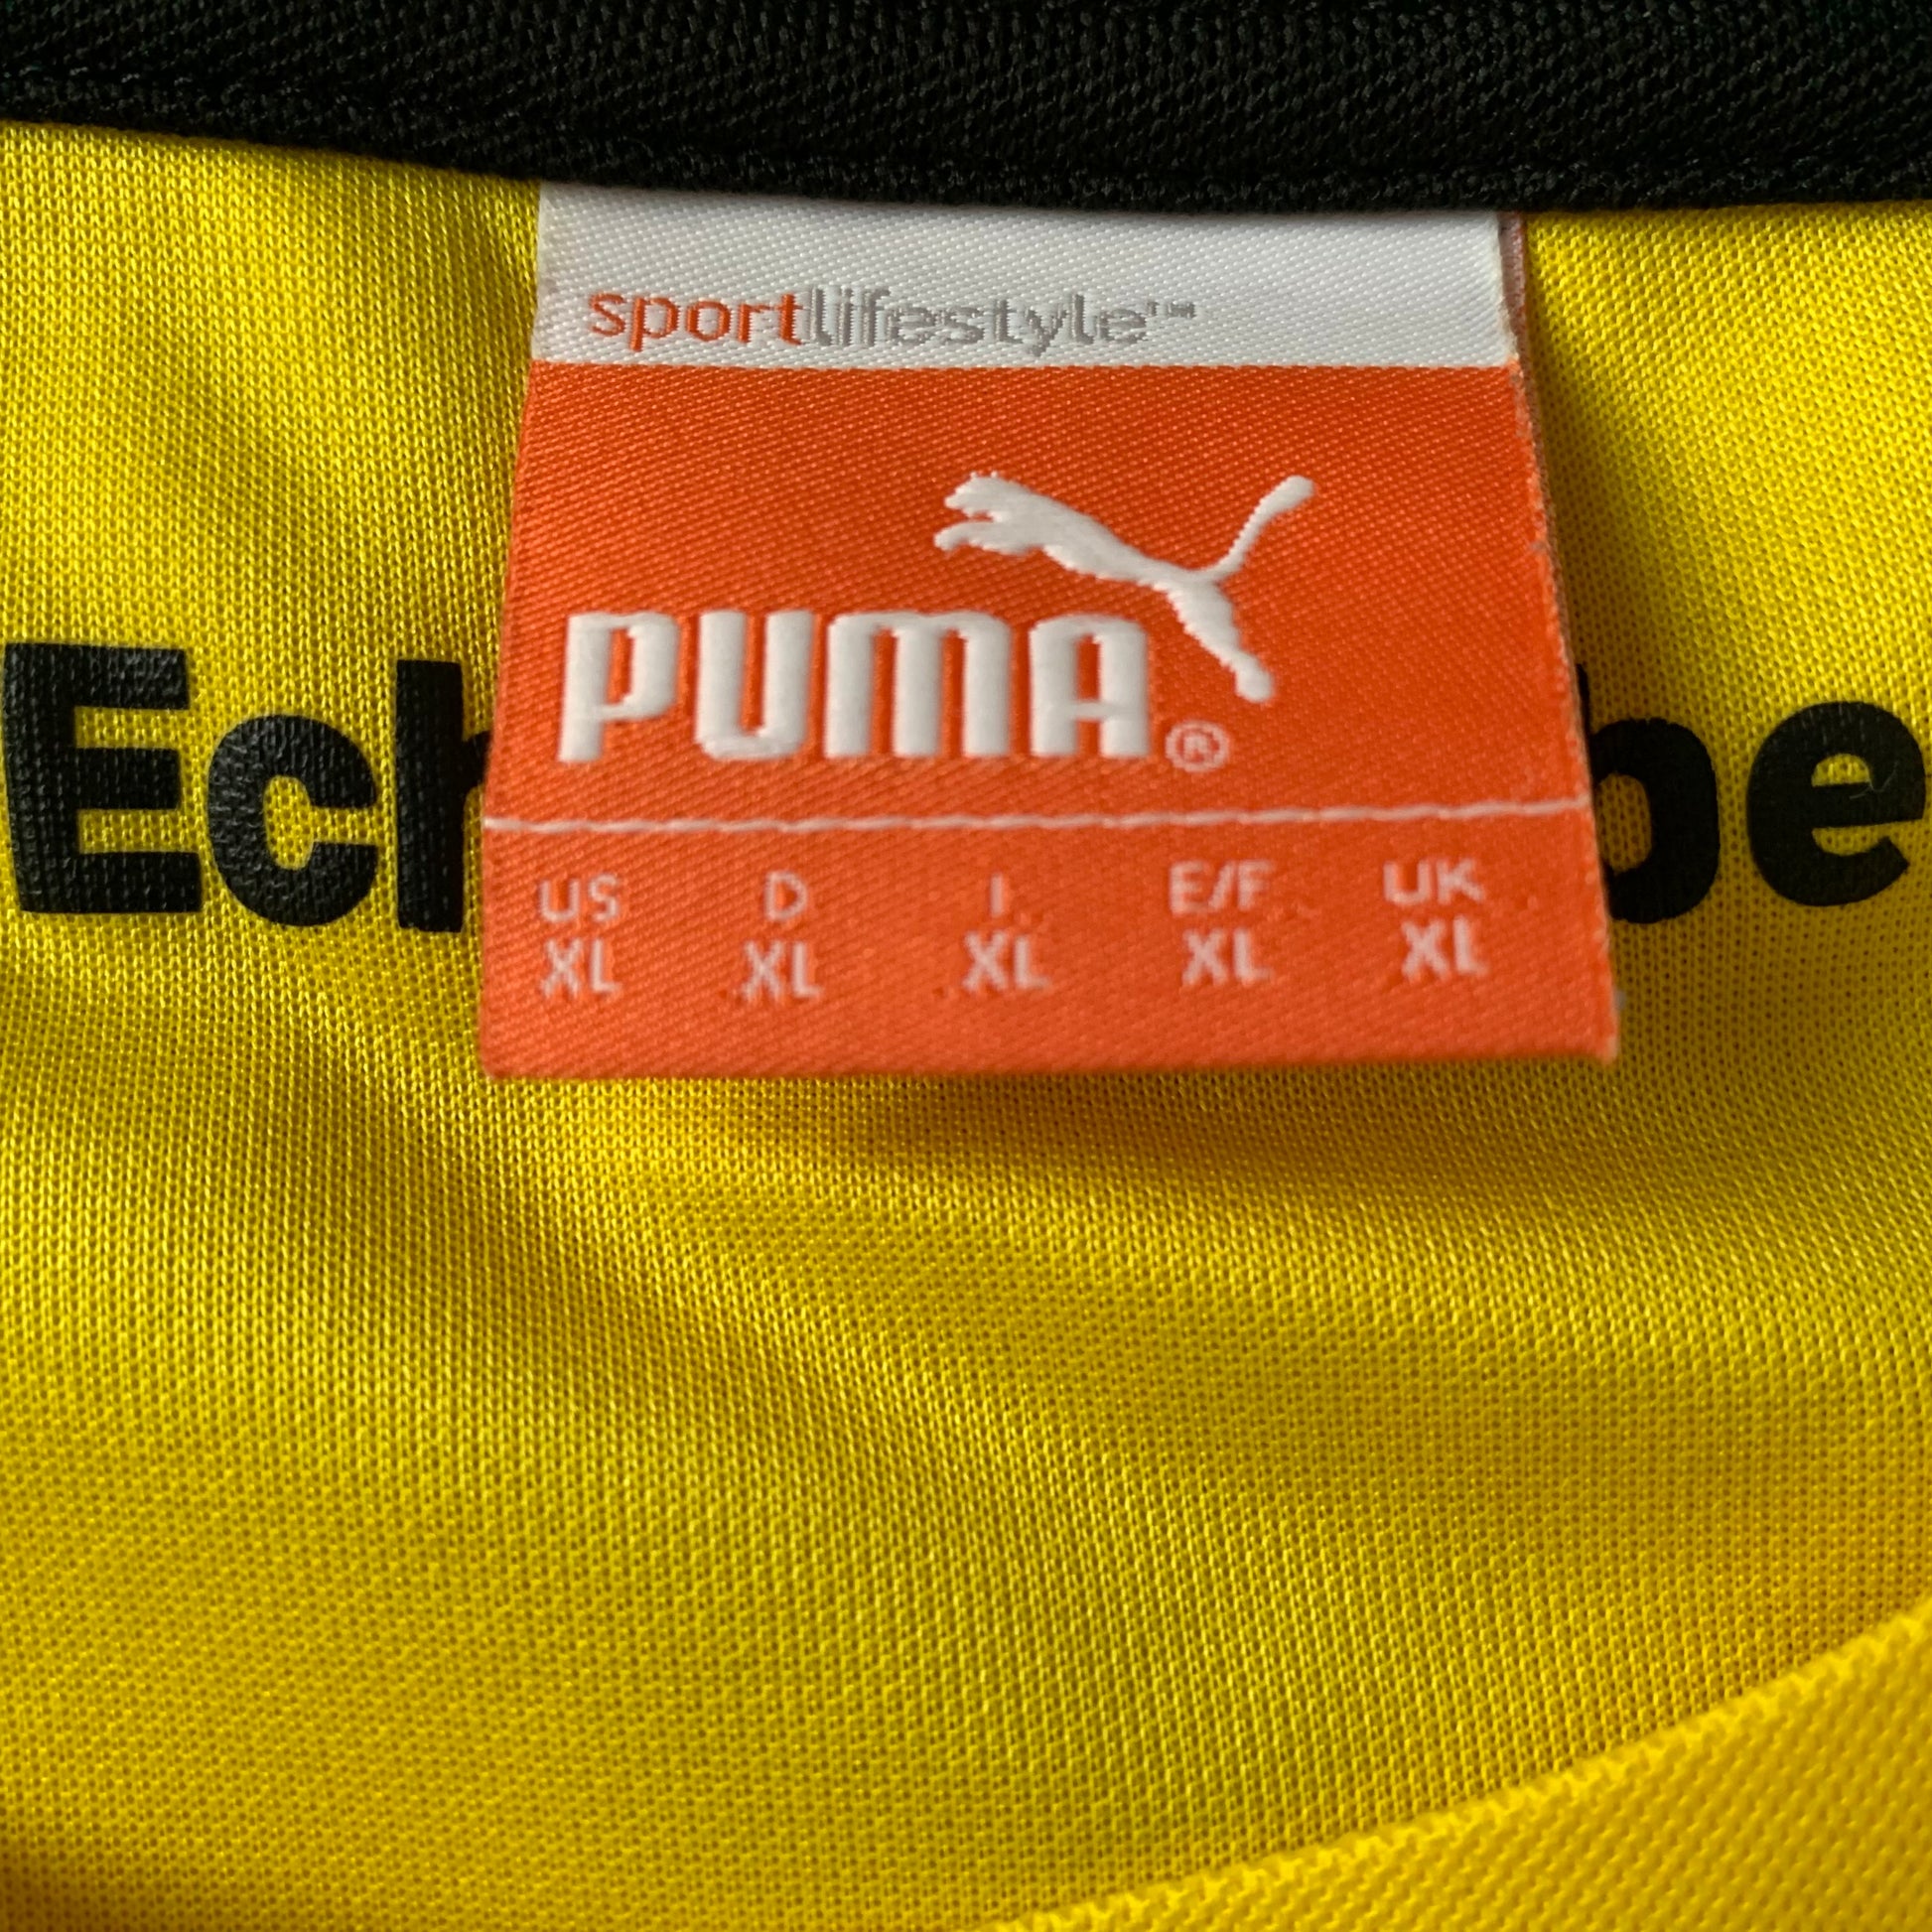 sportlifestyle™
PUMA®
Ech be
US D I E/F UK
XL XL XL XL XL